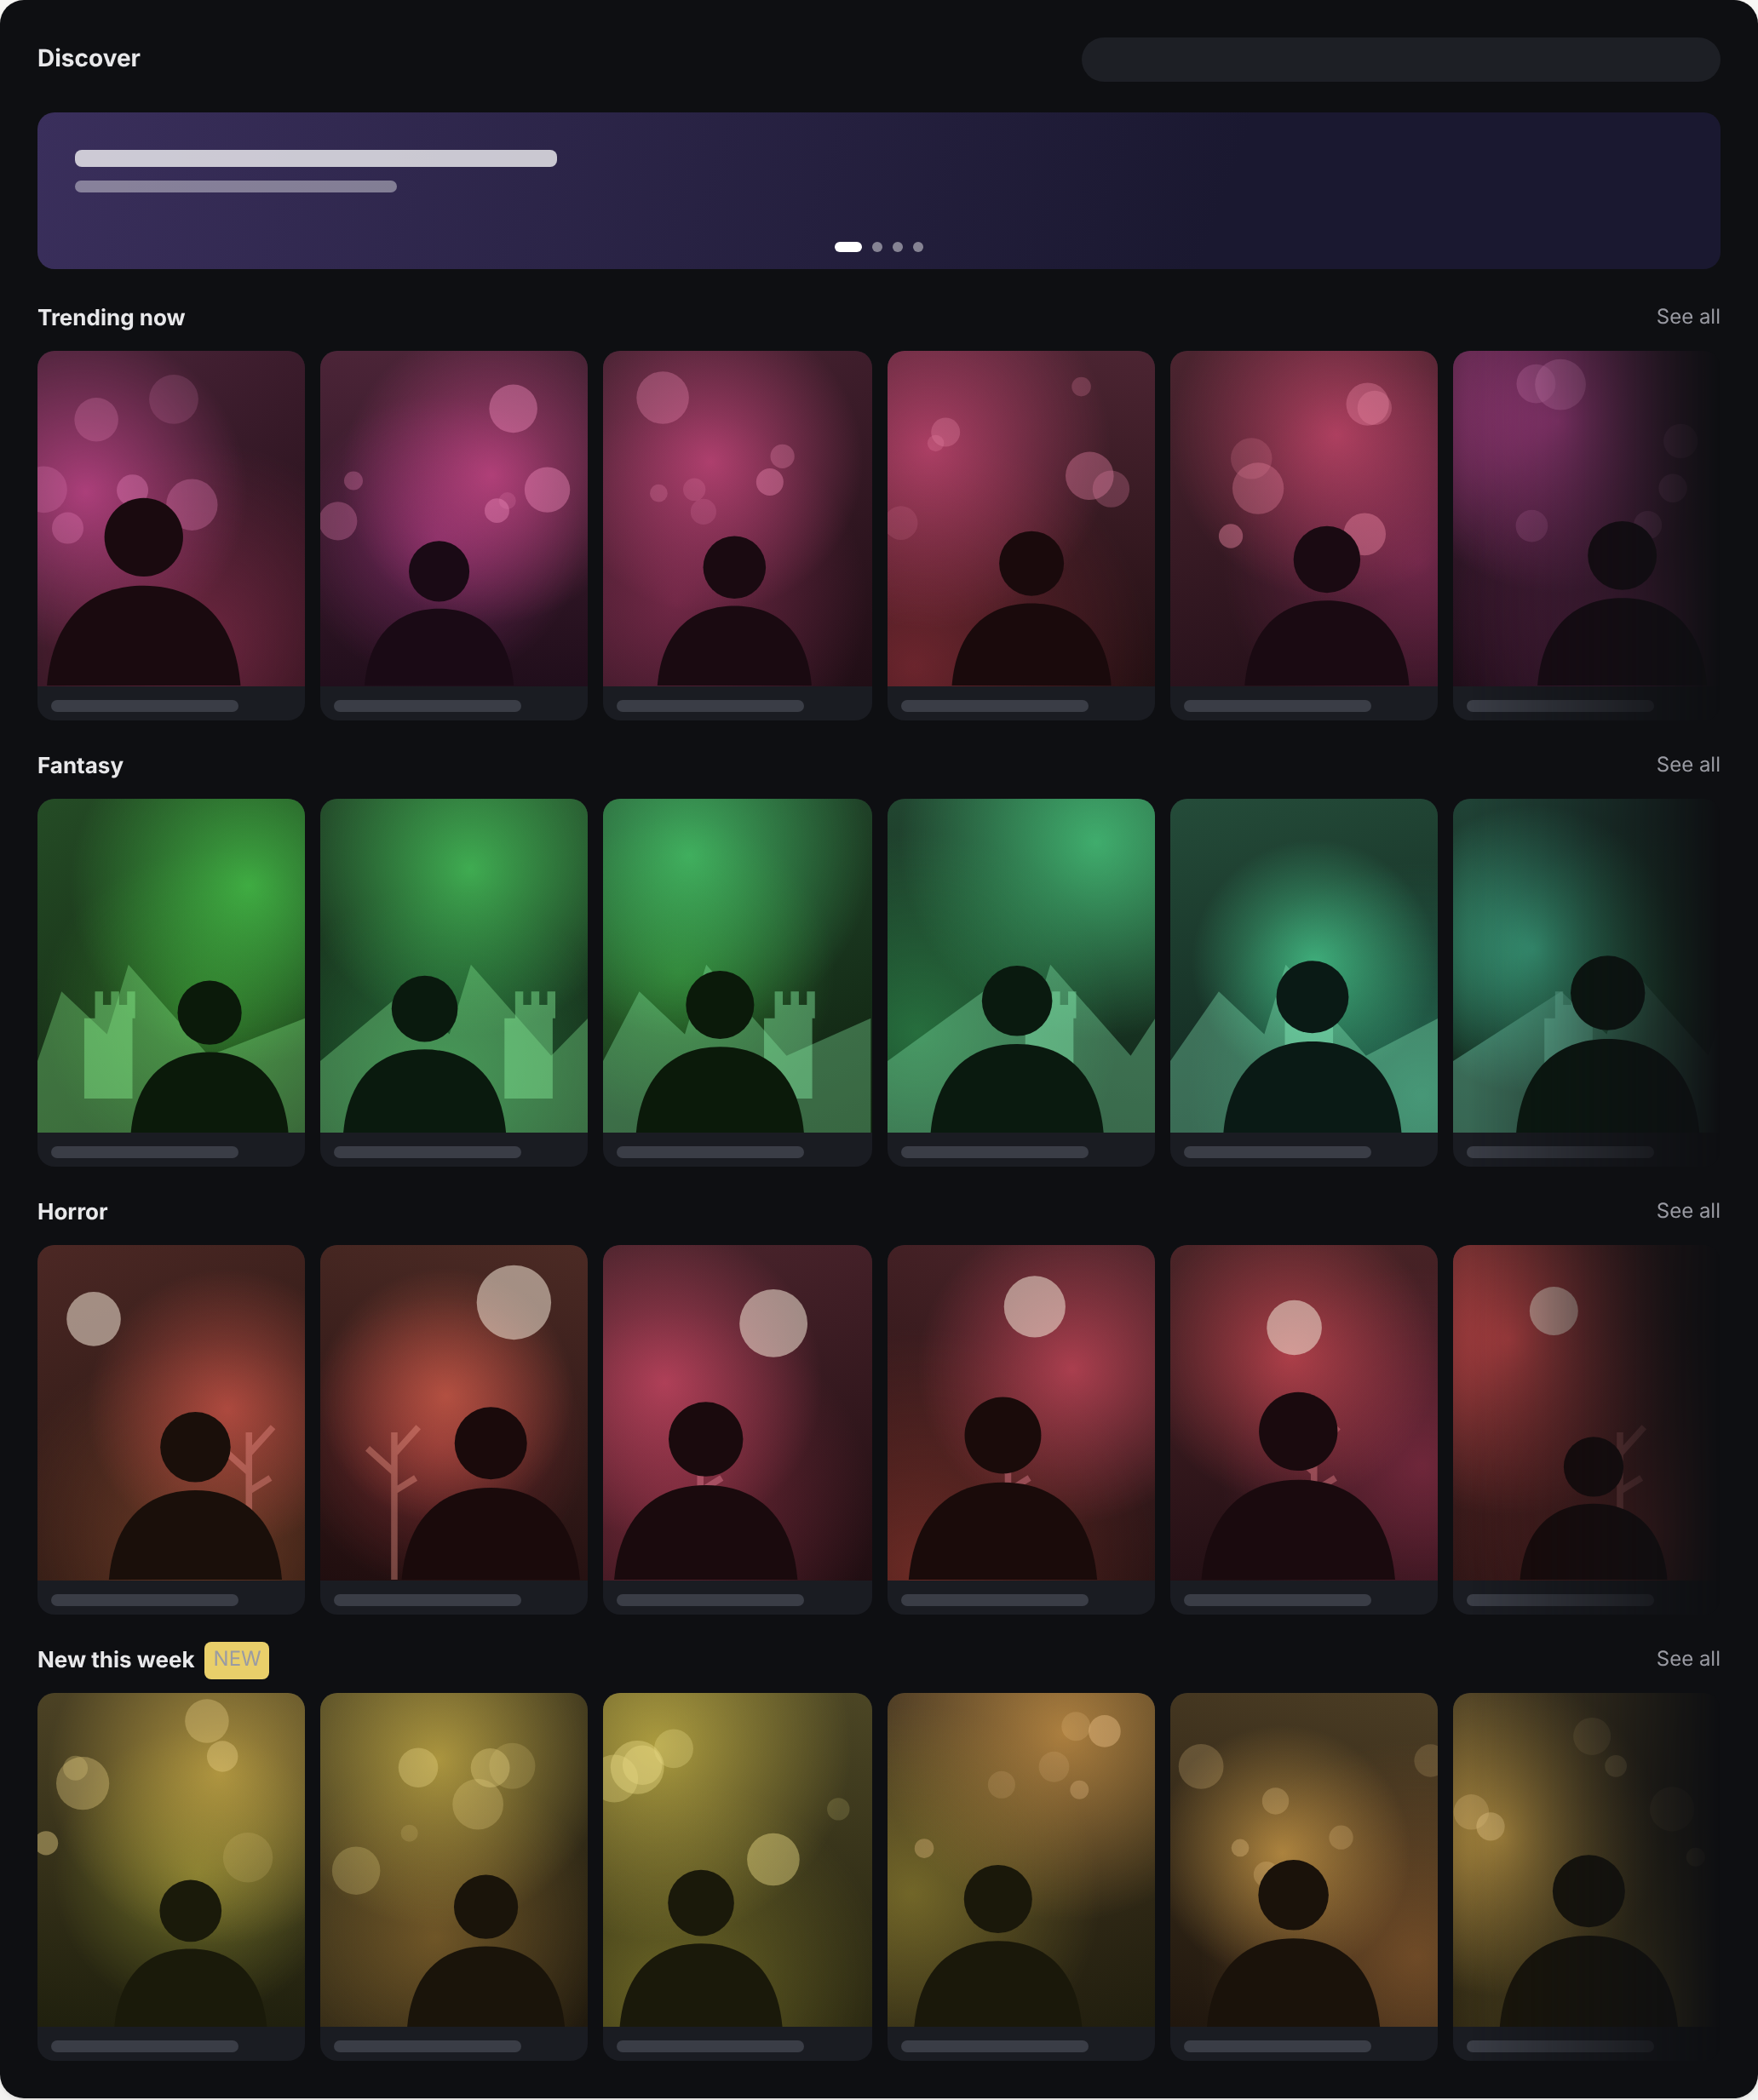 Discover
Trending now
See all
Fantasy
See all
Horror
See all
New this week NEW
See all